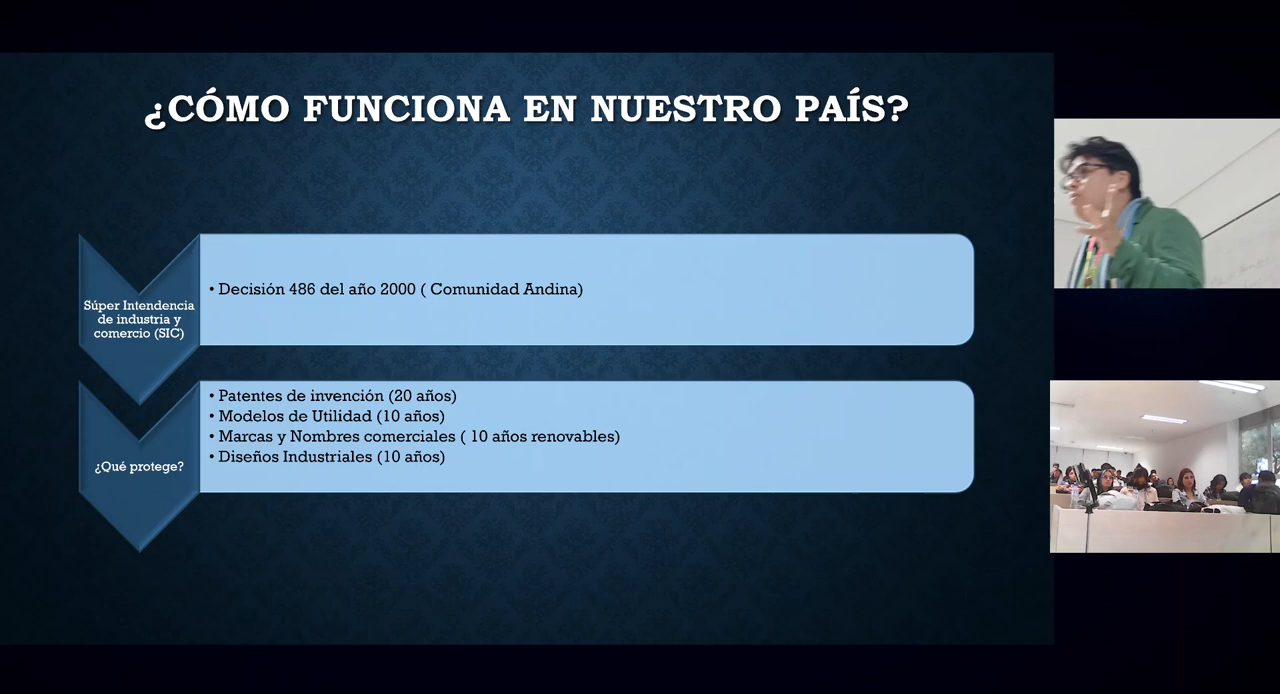 ¿CÓMO FUNCIONA EN NUESTRO PAÍS?
Súper Intendencia
de industria y
comercio (SIC)
• Decisión 486 del año 2000 ( Comunidad Andina)
¿Qué protege?
• Patentes de invención (20 años)
• Modelos de Utilidad (10 años)
• Marcas y Nombres comerciales ( 10 años renovables)
• Diseños Industriales (10 años)